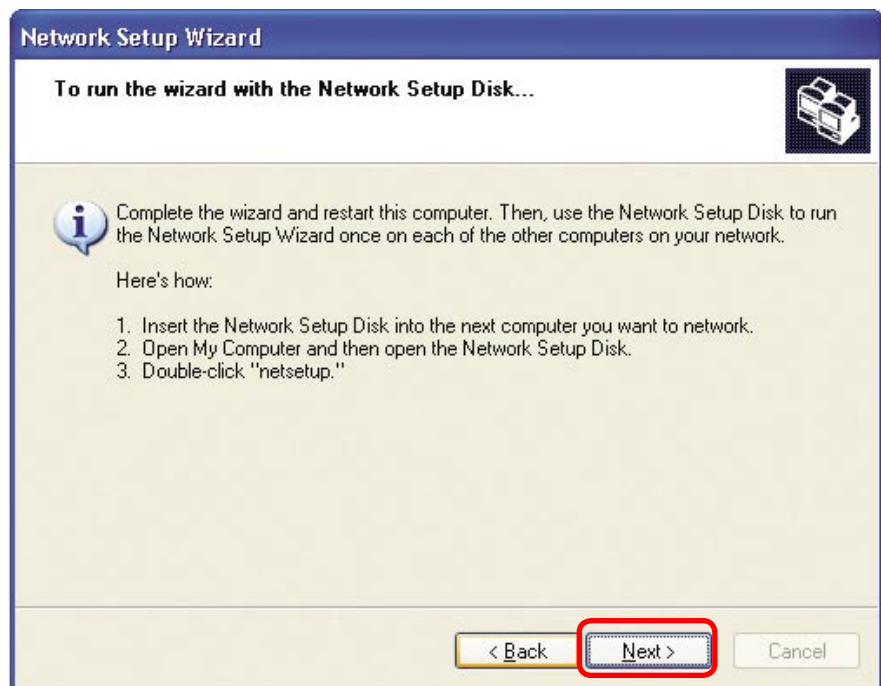 Network Setup Wizard
To run the wizard with the Network Setup Disk...
Complete the wizard and restart this computer. Then, use the Network Setup Disk to run
the Network Setup Wizard once on each of the other computers on your network.
Here's how:
1. Insert the Network Setup Disk into the next computer you want to network.
2. Open My Computer and then open the Network Setup Disk.
3. Double-click "netsetup."
< Back
Next >
Cancel